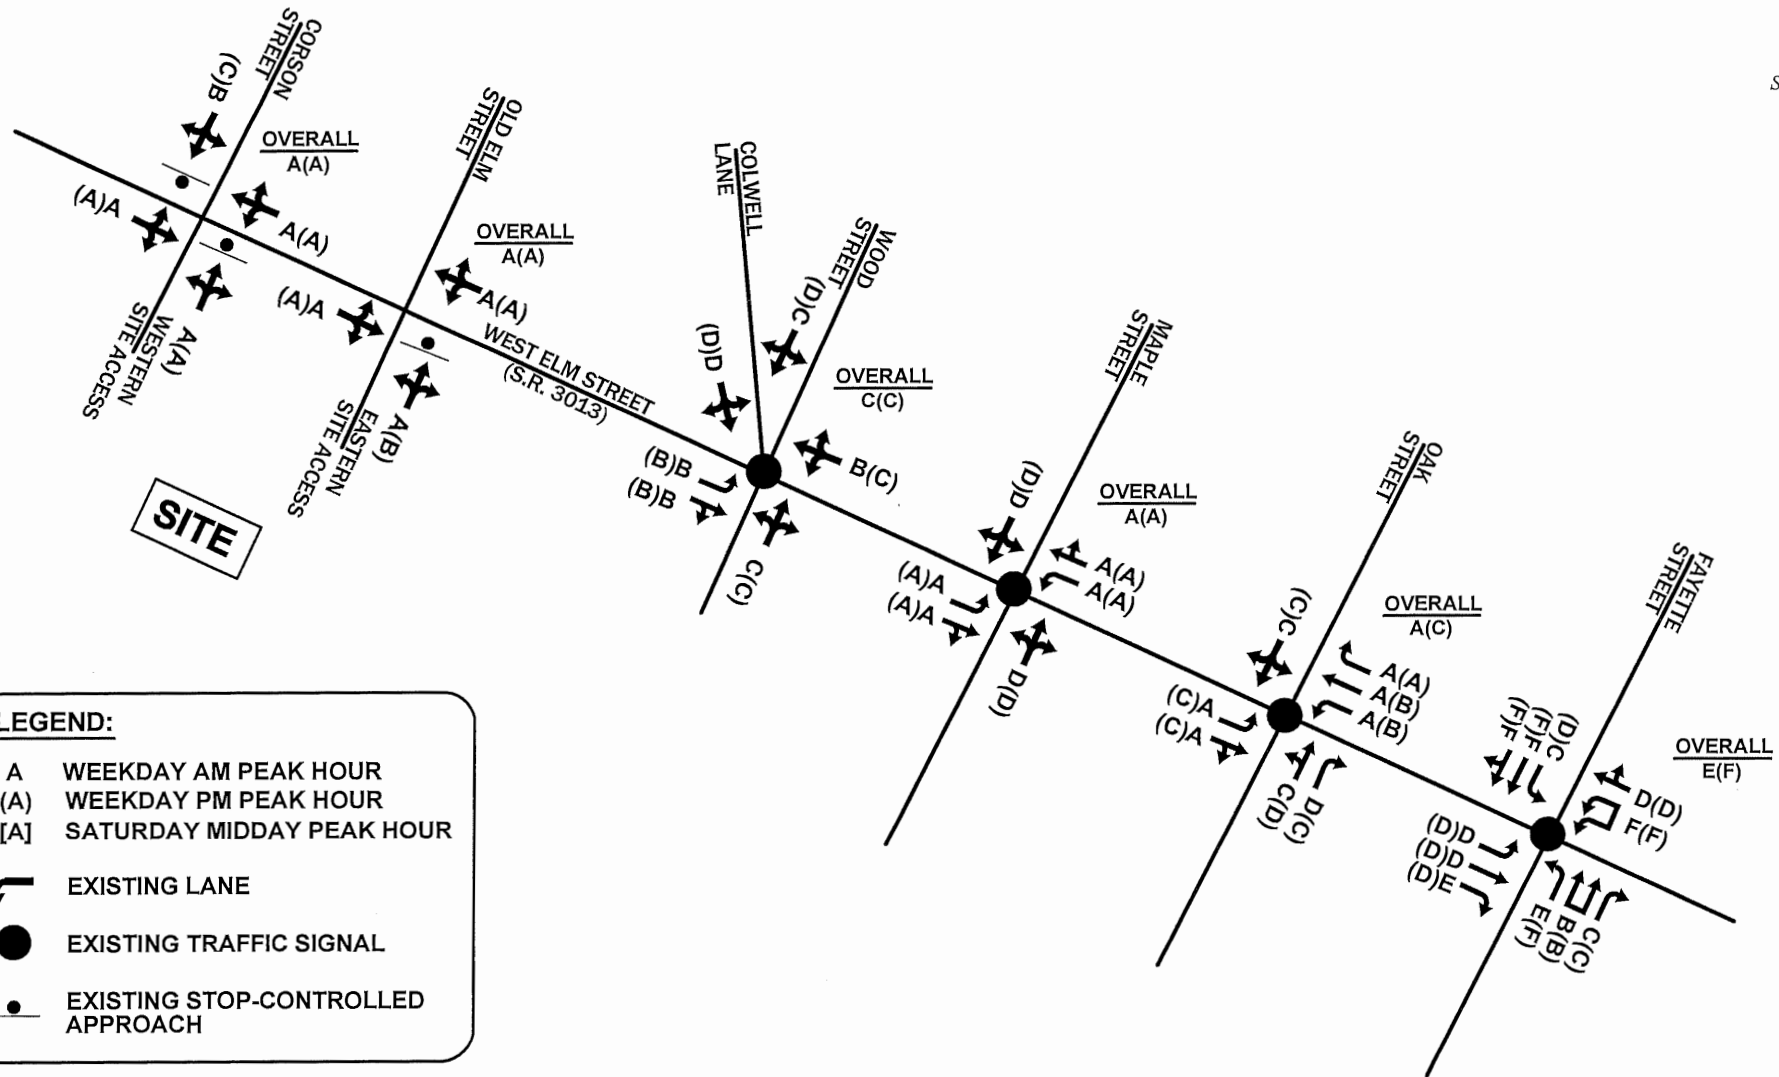 CORSON
STREET
(C)B
OVERALL
A(A)
(A)A
A(A)
A(A)
WESTERN
SITE ACCESS
OLD ELM
STREET
OVERALL
A(A)
(A)A
A(A)
A(B)
EASTERN
SITE ACCESS
WEST ELM STREET
(S.R. 3013)
SITE
COLWELL
LANE
WOOD
STREET
(D)D
(D)C
OVERALL
C(C)
(B)B
(B)B
B(C)
C(C)
MAPLE
STREET
(D)D
OVERALL
A(A)
(A)A
(A)A
A(A)
A(A)
D(D)
OAK
STREET
(C)C
OVERALL
A(C)
(C)A
(C)A
A(A)
A(B)
A(B)
C(D)
D(C)
FAYETTE
STREET
(F)F
(F)F
(D)C
OVERALL
E(F)
D(D)
F(F)
(D)D
(D)D
(D)E
E(F)
B(B)
C(C)
S
LEGEND:
A WEEKDAY AM PEAK HOUR
(A) WEEKDAY PM PEAK HOUR
[A] SATURDAY MIDDAY PEAK HOUR
EXISTING LANE
EXISTING TRAFFIC SIGNAL
EXISTING STOP-CONTROLLED
APPROACH